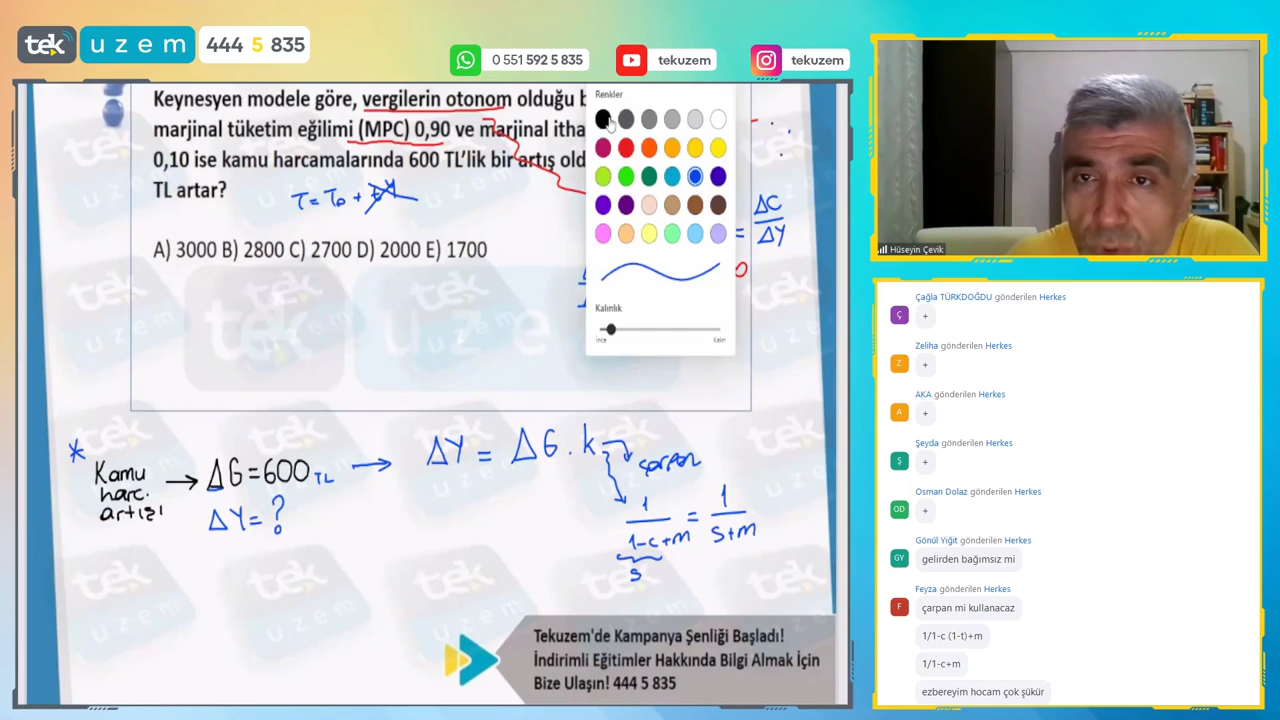 tek uzem 444 5 835
0 551 592 5 835
tekuzem
tekuzem
Keynesyen modele göre, vergilerin otonom olduğu b
marjinal tüketim eğilimi (MPC) 0,90 ve marjinal itha
0,10 ise kamu harcamalarında 600 TL'lik bir artış old
TL artar?
T = T₀ +
A) 3000 B) 2800 C) 2700 D) 2000 E) 1700
Renkler
Kalınlık
İnce Kalın
= ΔC
ΔY
* Kamu
harc.
artışı
→ ΔG = 600 TL →
ΔY = ?
ΔY = ΔG . k
çarpan
1 = 1
1-c+m s+m
s
Tekuzem'de Kampanya Şenliği Başladı!
İndirimli Eğitimler Hakkında Bilgi Almak İçin
Bize Ulaşın! 444 5 835
Hüseyin Çevik
Çağla TÜRKDOĞDU gönderilen Herkes
Ç +
Zeliha gönderilen Herkes
Z +
AKA gönderilen Herkes
A +
Şeyda gönderilen Herkes
Ş +
Osman Dolaz gönderilen Herkes
OD +
Gönül Yiğit gönderilen Herkes
GY gelirden bağımsız mi
Feyza gönderilen Herkes
F çarpan mi kullanacaz
1/1-c (1-t)+m
1/1-c+m
ezbereyim hocam çok şükür